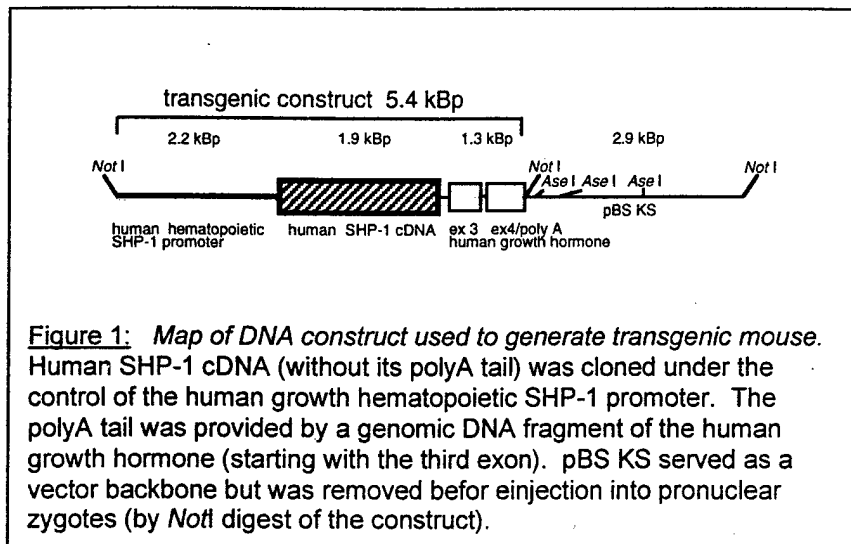 transgenic construct 5.4 kBp
2.2 kBp 1.9 kBp 1.3 kBp 2.9 kBp
Not I Not I Not I
Ase I Ase I Ase I
pBS KS
human hematopoietic human SHP-1 cDNA ex 3 ex4/poly A
SHP-1 promoter human growth hormone
Figure 1: Map of DNA construct used to generate transgenic mouse.
Human SHP-1 cDNA (without its polyA tail) was cloned under the
control of the human growth hematopoietic SHP-1 promoter. The
polyA tail was provided by a genomic DNA fragment of the human
growth hormone (starting with the third exon). pBS KS served as a
vector backbone but was removed befor einjection into pronuclear
zygotes (by NotI digest of the construct).